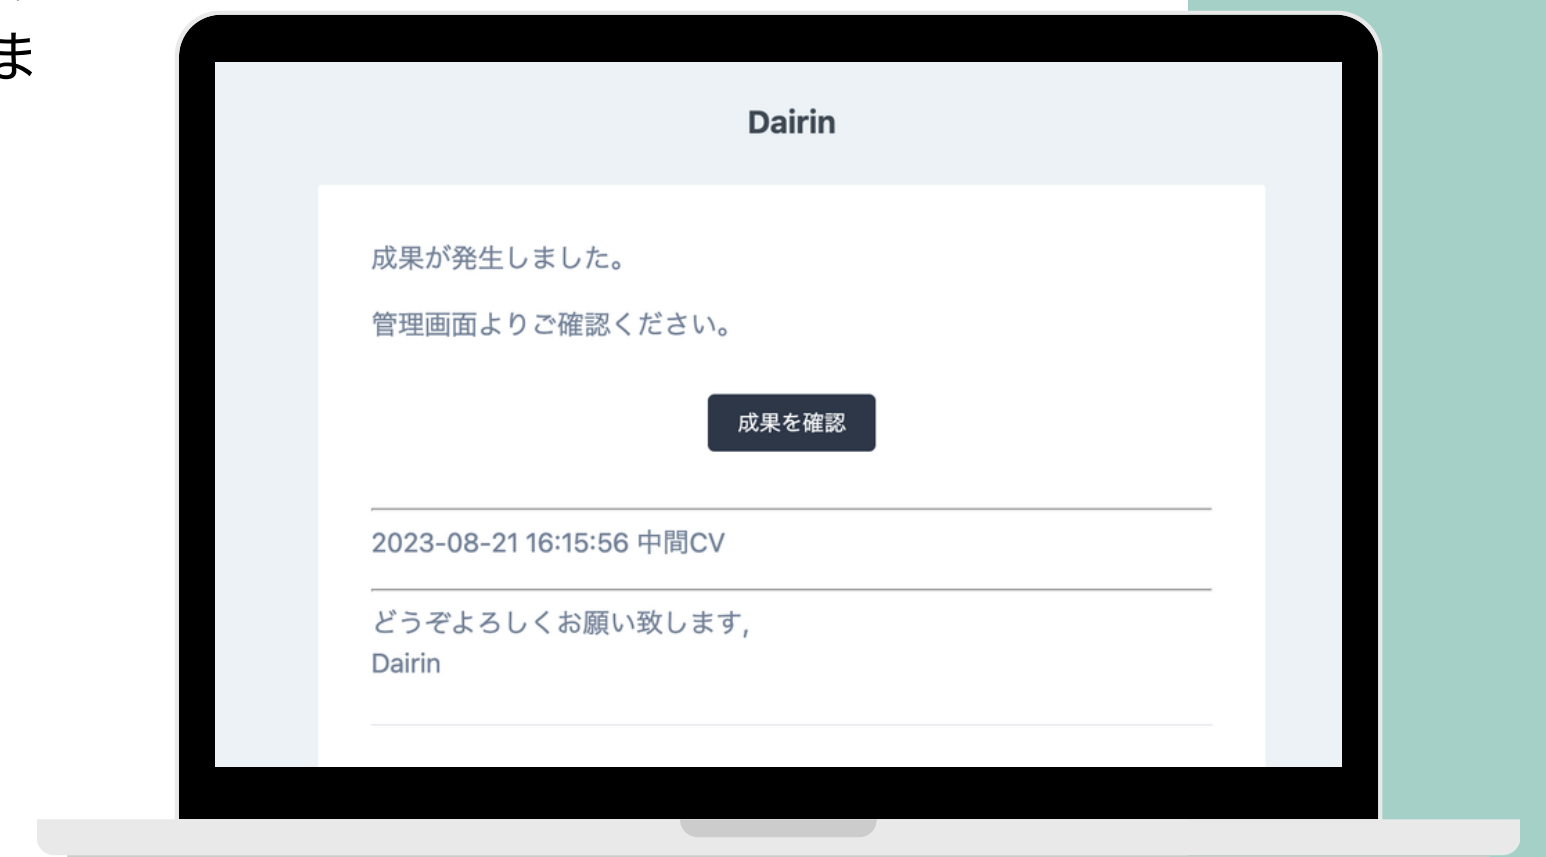 ま
Dairin
成果が発生しました。
管理画面よりご確認ください。
成果を確認
2023-08-21 16:15:56 中間CV
どうぞよろしくお願い致します,
Dairin